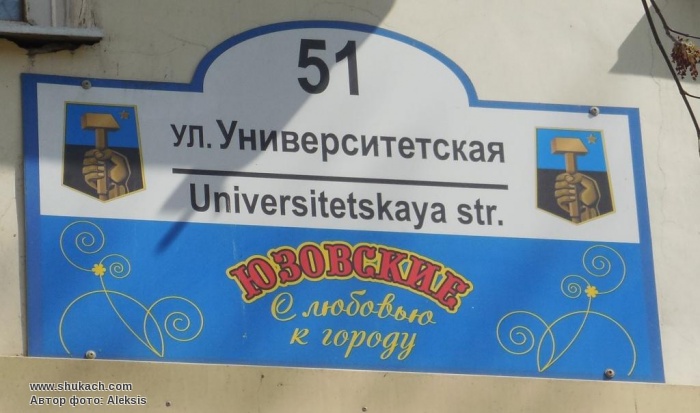 51
ул. Университетская
Universitetskaya str.
ЮЗОВСКИЕ
С любовью
к городу
www.shukach.com
Автор фото: Aleksis